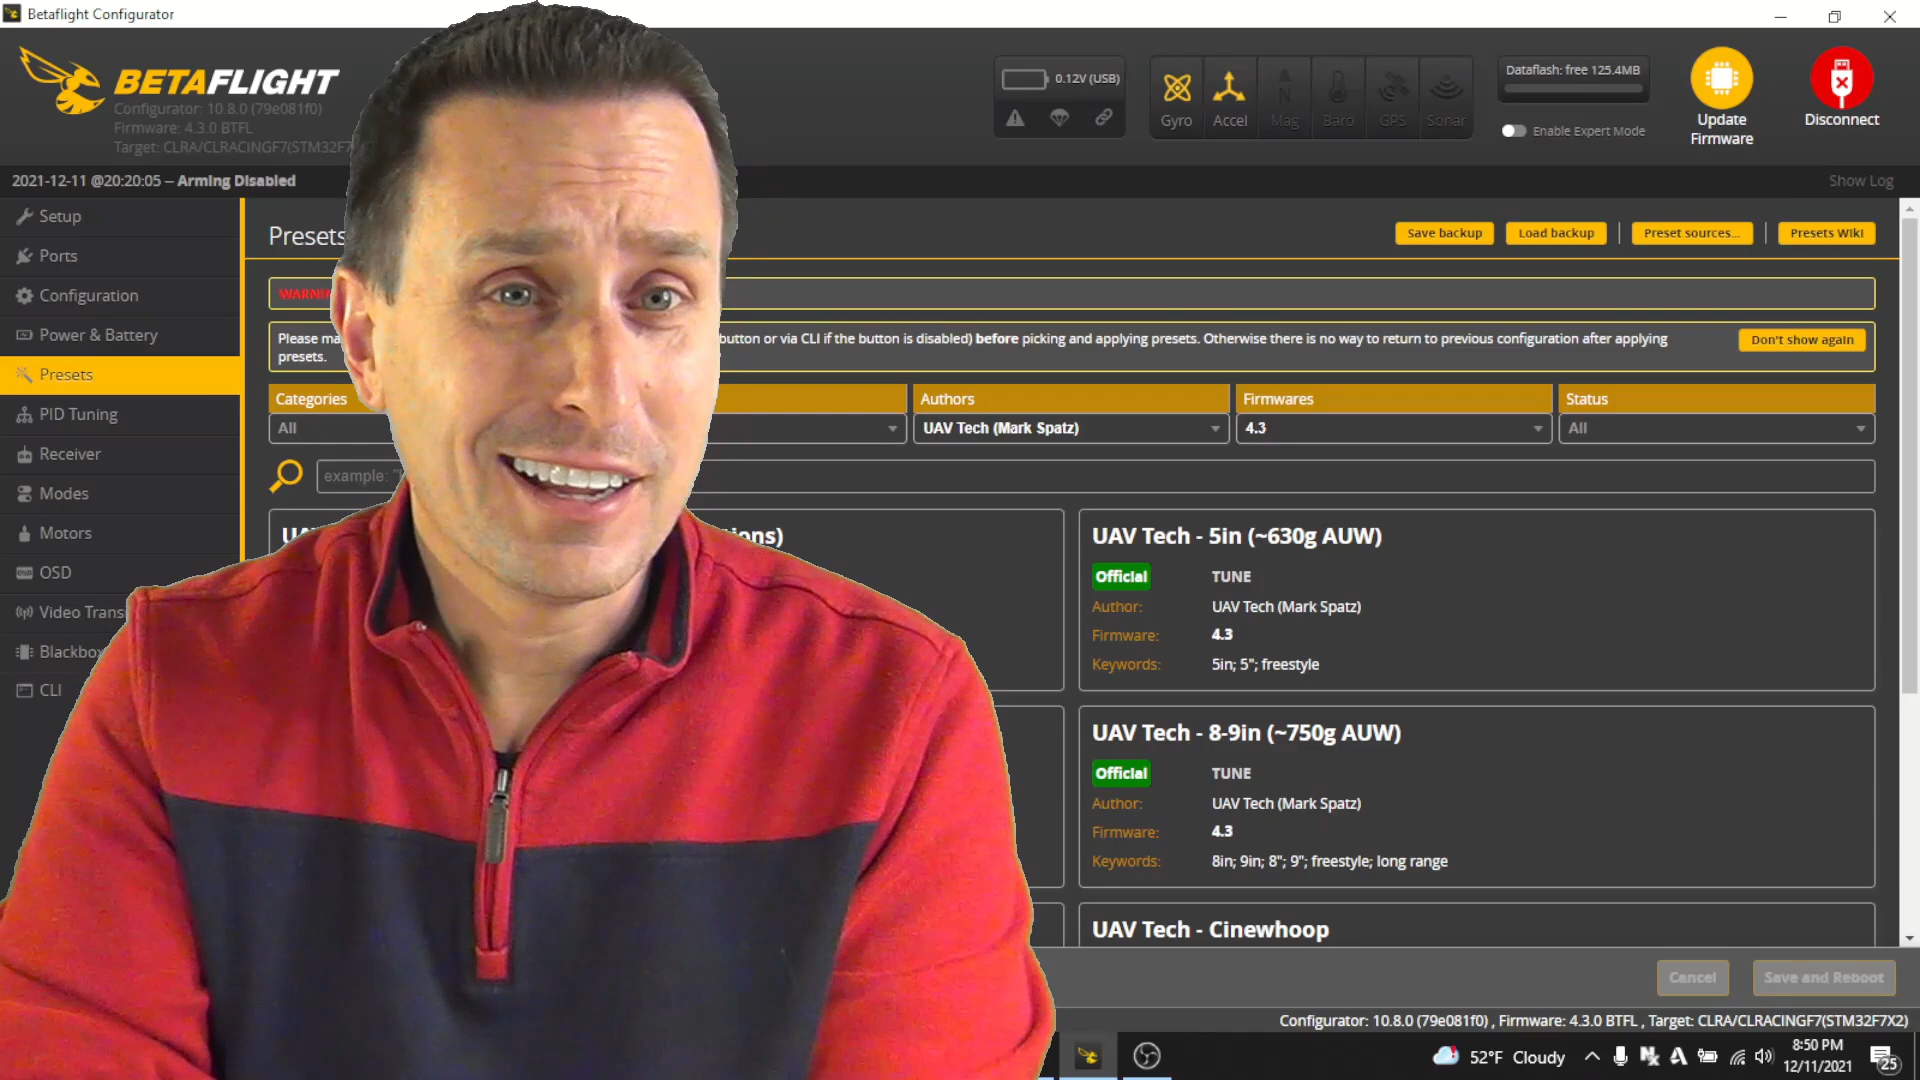 Betaflight Configurator
BETAFLIGHT
Configurator: 10.8.0 (79e081f0)
Firmware: 4.3.0 BTFL
Target: CLRA/CLRACINGF7(STM32F7
0.12V (USB)
Gyro
Accel
Mag
Baro
GPS
Sonar
Dataflash: free 125.4MB
Enable Expert Mode
Update
Firmware
Disconnect
2021-12-11 @20:20:05 -- Arming Disabled
Show Log
Setup
Ports
Configuration
Power & Battery
Presets
PID Tuning
Receiver
Modes
Motors
OSD
Video Trans
Blackbox
CLI
Presets
Save backup
Load backup
Preset sources...
Presets Wiki
Please ma
button or via CLI if the button is disabled) before picking and applying presets. Otherwise there is no way to return to previous configuration after applying
presets.
Don't show again
Categories
All
Authors
UAV Tech (Mark Spatz)
Firmwares
4.3
Status
All
example: "
ons)
UAV Tech - 5in (~630g AUW)
Official
TUNE
Author:
UAV Tech (Mark Spatz)
Firmware:
4.3
Keywords:
5in; 5"; freestyle
UAV Tech - 8-9in (~750g AUW)
Official
TUNE
Author:
UAV Tech (Mark Spatz)
Firmware:
4.3
Keywords:
8in; 9in; 8"; 9"; freestyle; long range
UAV Tech - Cinewhoop
Cancel
Save and Reboot
Configurator: 10.8.0 (79e081f0) , Firmware: 4.3.0 BTFL , Target: CLRA/CLRACINGF7(STM32F7X2)
52°F Cloudy
8:50 PM
12/11/2021
25